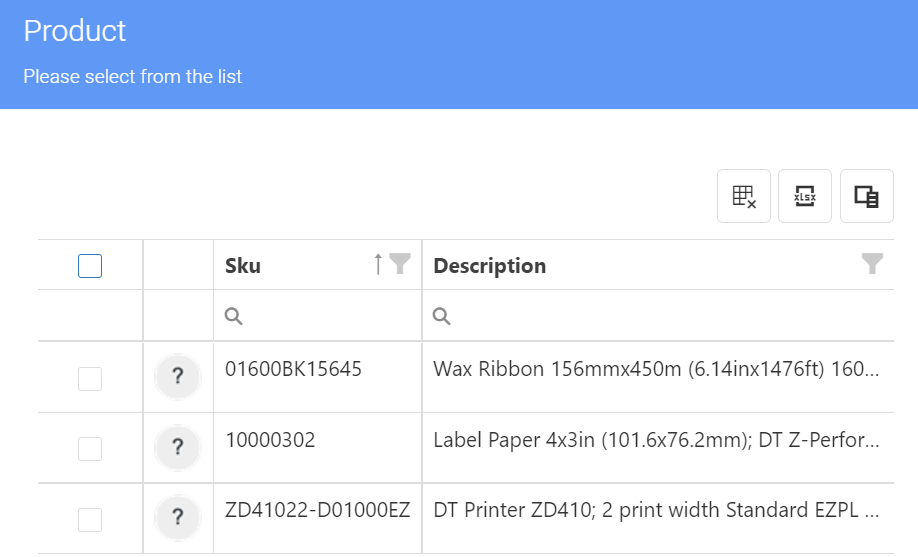 Product
Please select from the list
xlsx
Sku Description
? 01600BK15645 Wax Ribbon 156mmx450m (6.14inx1476ft) 160...
? 10000302 Label Paper 4x3in (101.6x76.2mm); DT Z-Perfor...
? ZD41022-D01000EZ DT Printer ZD410; 2 print width Standard EZPL ...